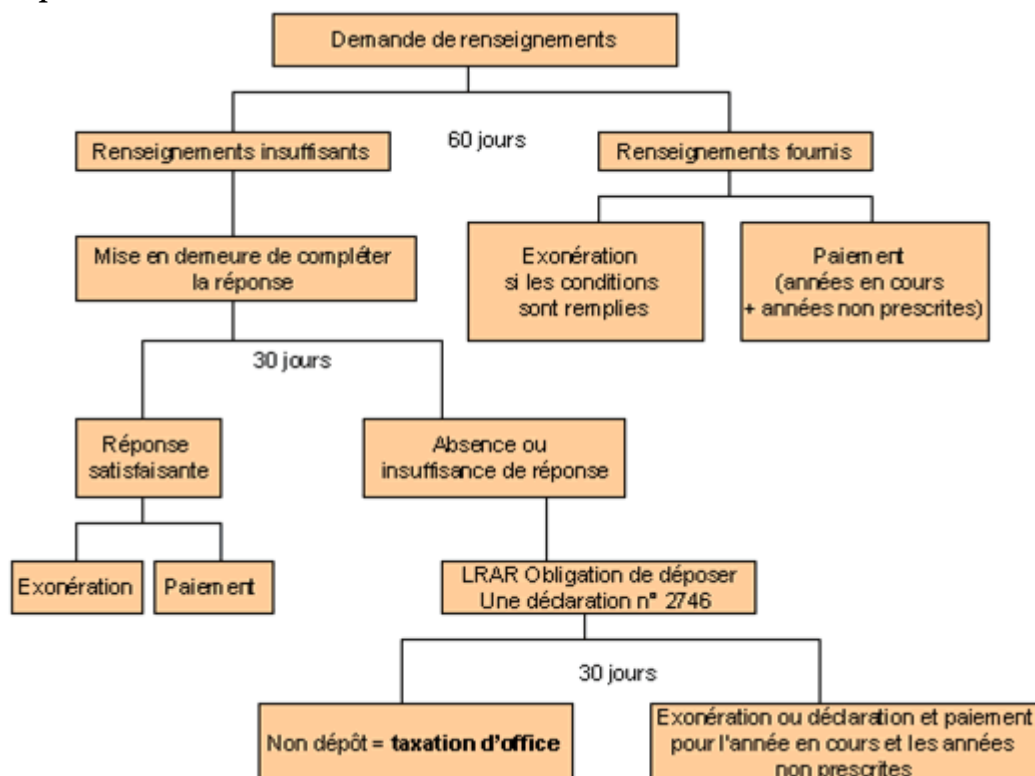 Demande de renseignements
60 jours
Renseignements insuffisants
Renseignements fournis
Mise en demeure de compléter
la réponse
Exonération
si les conditions
sont remplies
Paiement
(années en cours
+ années non prescrites)
30 jours
Réponse
satisfaisante
Absence ou
insuffisance de réponse
Exonération
Paiement
LRAR Obligation de déposer
Une déclaration n° 2746
30 jours
Non dépôt = taxation d'office
Exonération ou déclaration et paiement
pour l'année en cours et les années
non prescrites